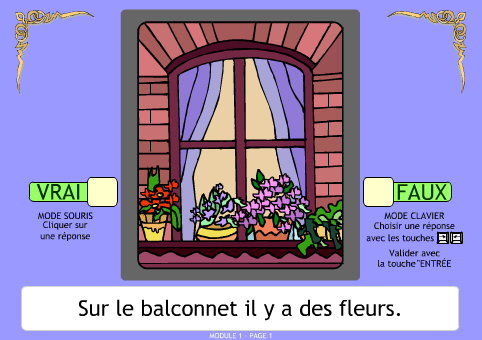 VRAI
FAUX
MODE SOURIS
Cliquer sur
une réponse
MODE CLAVIER
Choisir une réponse
avec les touches
Valider avec
la touche "ENTRÉE
Sur le balconnet il y a des fleurs.
MODULE 1 - PAGE 1